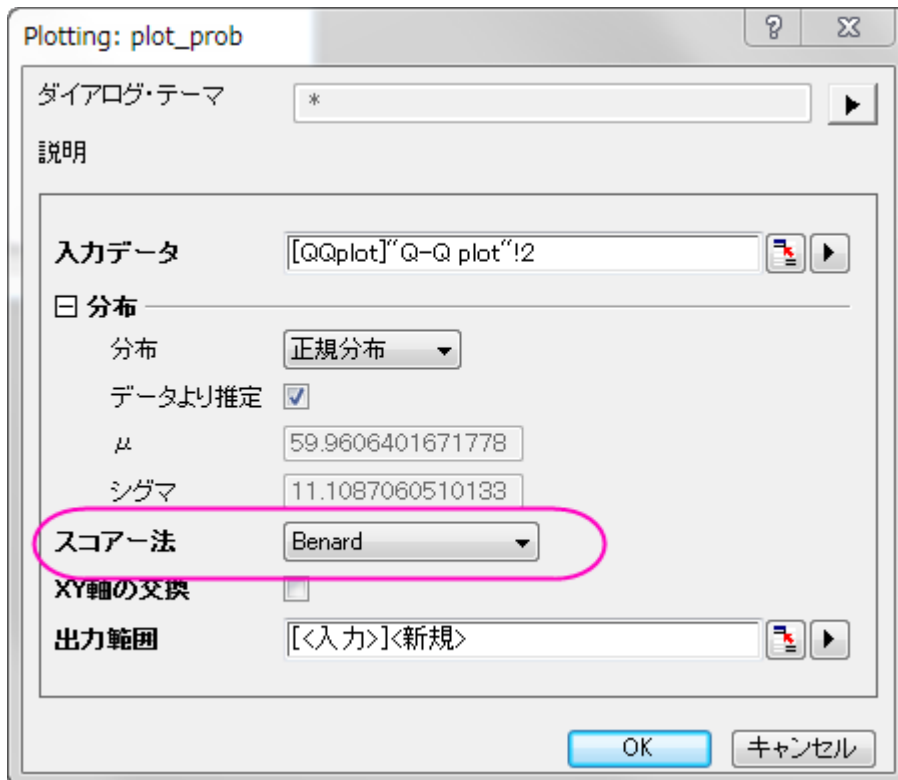 Plotting: plot_prob
ダイアログ・テーマ *
説明
入力データ [QQplot]"Q-Q plot"!2
分布
分布 正規分布
データより推定
μ 59.9606401671778
シグマ 11.1087060510133
スコアー法 Benard
XY軸の交換
出力範囲 [<入力>]<新規>
OK キャンセル